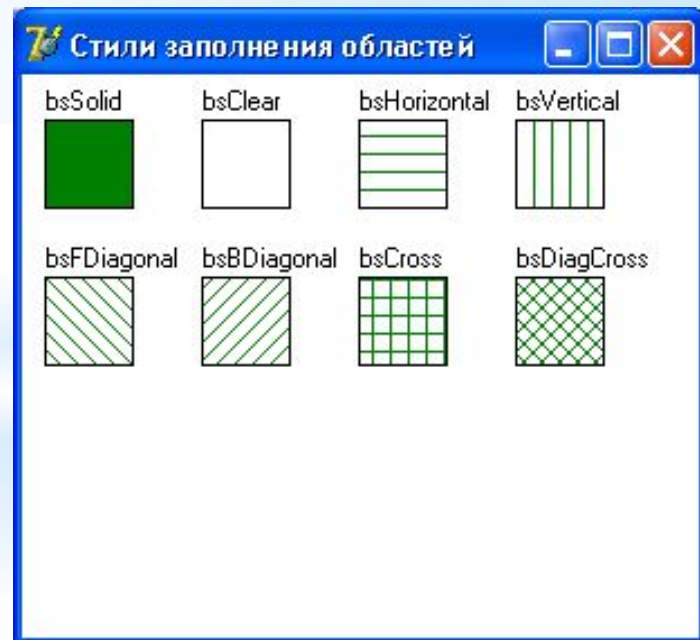 Стили заполнения областей
bsSolid bsClear bsHorizontal bsVertical
bsFDiagonal bsBDiagonal bsCross bsDiagCross